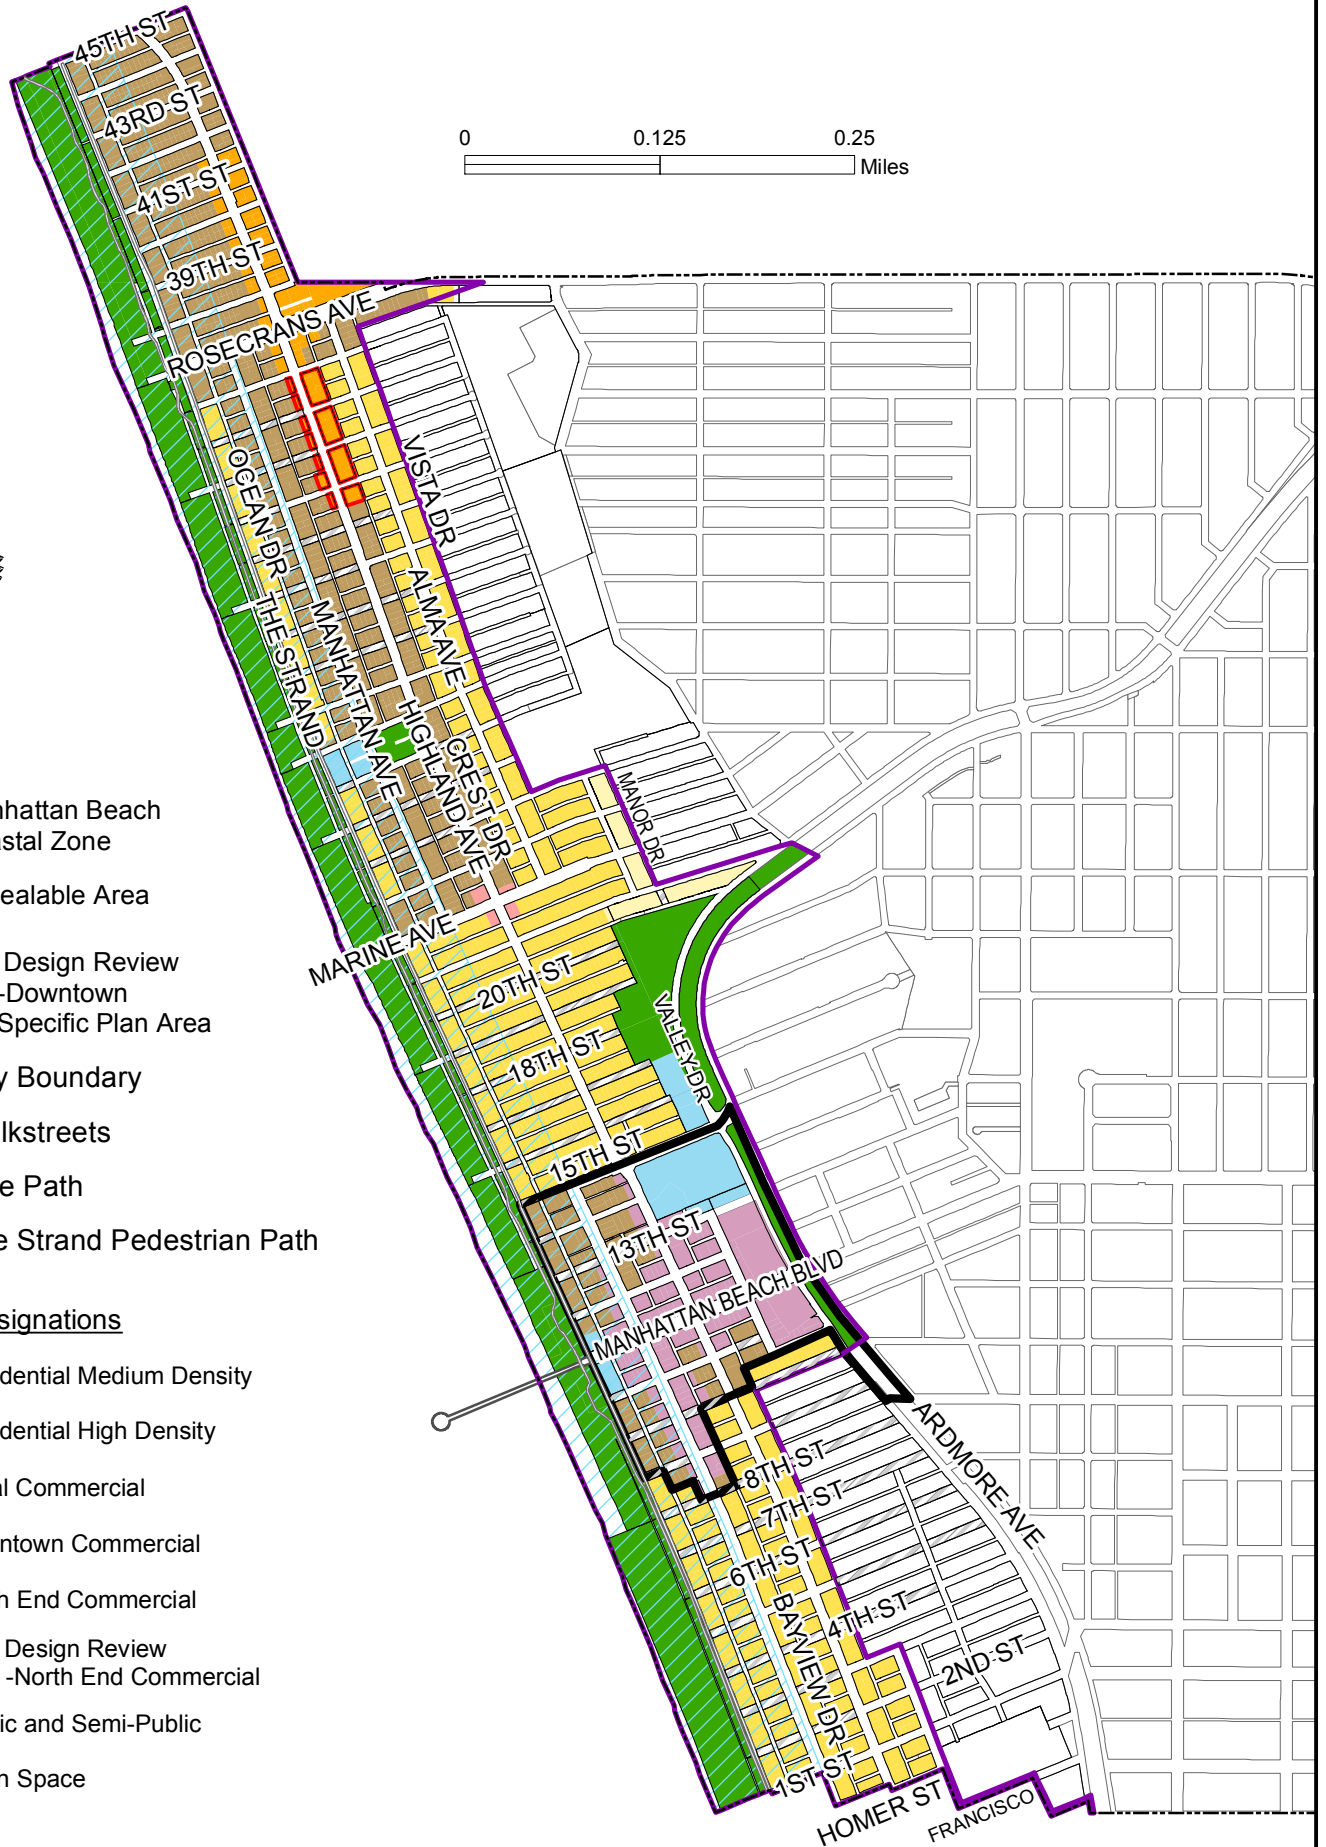 45TH ST
43RD ST
41ST ST
39TH ST
0 0.125 0.25
Miles
ROSECRANS AVE
OCEAN DR
VISTA DR
THE STRAND
MANHATTAN AVE
ALMA AVE
HIGHLAND AVE
CREST DR
MANOR DR
MARINE AVE
20TH ST
18TH ST
VALLEY DR
15TH ST
13TH ST
MANHATTAN BEACH BLVD
8TH ST
7TH ST
6TH ST
4TH ST
2ND ST
ARDMORE AVE
BAYVIEW DR
1ST ST
HOMER ST
FRANCISCO
nhattan Beach
astal Zone
ealable Area
Design Review
-Downtown
Specific Plan Area
y Boundary
lkstreets
e Path
e Strand Pedestrian Path
signations
dential Medium Density
dential High Density
al Commercial
ntown Commercial
h End Commercial
Design Review
-North End Commercial
ic and Semi-Public
n Space